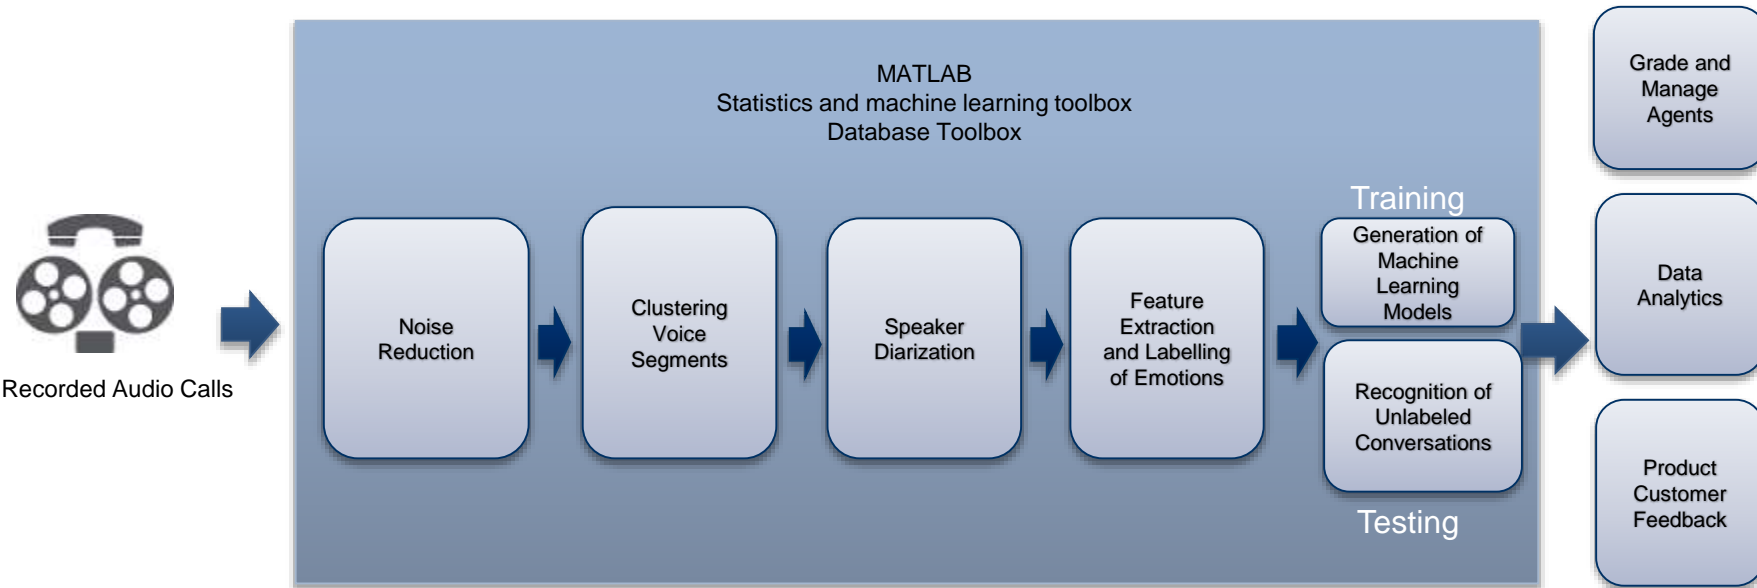 MATLAB
Statistics and machine learning toolbox
Database Toolbox
Recorded Audio Calls
Noise
Reduction
Clustering
Voice
Segments
Speaker
Diarization
Feature
Extraction
and Labelling
of Emotions
Training
Generation of
Machine
Learning
Models
Recognition of
Unlabeled
Conversations
Testing
Grade and
Manage
Agents
Data
Analytics
Product
Customer
Feedback